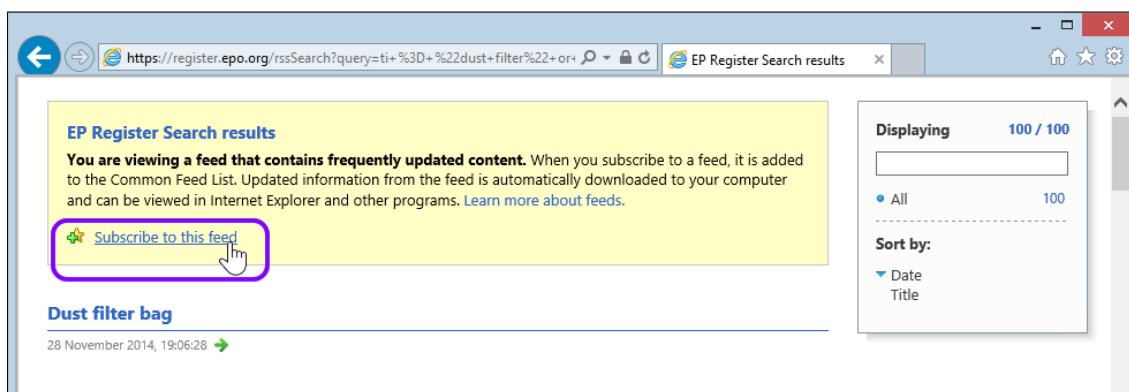 https://register.epo.org/rssSearch?query=ti+%3D+%22dust+filter%22+or+
EP Register Search results
EP Register Search results
You are viewing a feed that contains frequently updated content. When you subscribe to a feed, it is added
to the Common Feed List. Updated information from the feed is automatically downloaded to your computer
and can be viewed in Internet Explorer and other programs. Learn more about feeds.
Subscribe to this feed
Dust filter bag
28 November 2014, 19:06:28
Displaying 100 / 100
All 100
Sort by:
Date
Title